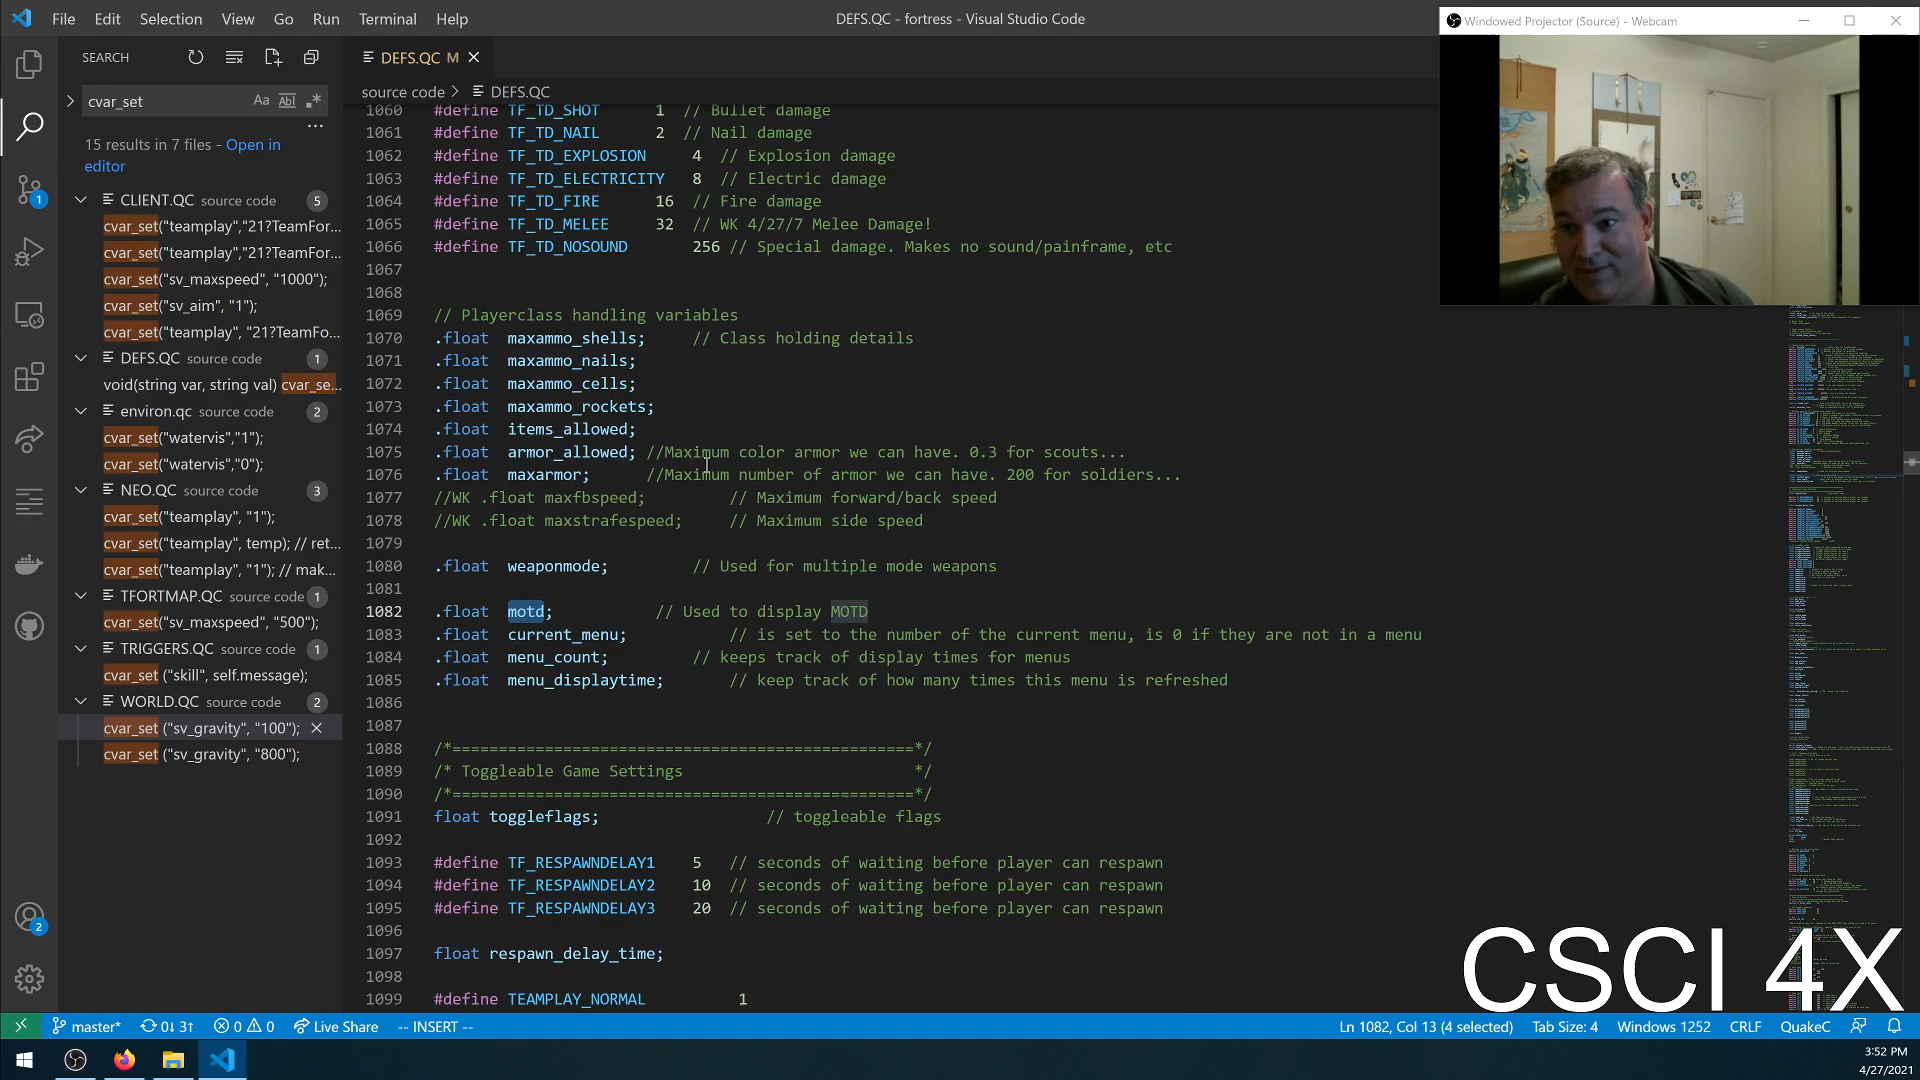 File Edit Selection View Go Run Terminal Help
DEFS.QC - fortress - Visual Studio Code
Windowed Projector (Source) - Webcam
SEARCH
cvar_set
Aa Ab| .*
...
15 results in 7 files - Open in
editor
CLIENT.QC source code 5
cvar_set("teamplay","21?TeamFor...
cvar_set("teamplay","21?TeamFor...
cvar_set("sv_maxspeed", "1000");
cvar_set("sv_aim", "1");
cvar_set("teamplay", "21?TeamFo...
DEFS.QC source code 1
void(string var, string val) cvar_se...
environ.qc source code 2
cvar_set("watervis","1");
cvar_set("watervis","0");
NEO.QC source code 3
cvar_set("teamplay", "1");
cvar_set("teamplay", temp); // ret...
cvar_set("teamplay", "1"); // mak...
TFORTMAP.QC source code 1
cvar_set("sv_maxspeed", "500");
TRIGGERS.QC source code 1
cvar_set ("skill", self.message);
WORLD.QC source code 2
cvar_set ("sv_gravity", "100");
cvar_set ("sv_gravity", "800");
1
2
DEFS.QC M
source code > DEFS.QC
1060 #define TF_TD_SHOT 1 // Bullet damage
1061 #define TF_TD_NAIL 2 // Nail damage
1062 #define TF_TD_EXPLOSION 4 // Explosion damage
1063 #define TF_TD_ELECTRICITY 8 // Electric damage
1064 #define TF_TD_FIRE 16 // Fire damage
1065 #define TF_TD_MELEE 32 // WK 4/27/7 Melee Damage!
1066 #define TF_TD_NOSOUND 256 // Special damage. Makes no sound/painframe, etc
1067
1068
1069 // Playerclass handling variables
1070 .float maxammo_shells; // Class holding details
1071 .float maxammo_nails;
1072 .float maxammo_cells;
1073 .float maxammo_rockets;
1074 .float items_allowed;
1075 .float armor_allowed; //Maximum color armor we can have. 0.3 for scouts...
1076 .float maxarmor; //Maximum number of armor we can have. 200 for soldiers...
1077 //WK .float maxfbspeed; // Maximum forward/back speed
1078 //WK .float maxstrafespeed; // Maximum side speed
1079
1080 .float weaponmode; // Used for multiple mode weapons
1081
1082 .float motd; // Used to display MOTD
1083 .float current_menu; // is set to the number of the current menu, is 0 if they are not in a menu
1084 .float menu_count; // keeps track of display times for menus
1085 .float menu_displaytime; // keep track of how many times this menu is refreshed
1086
1087
1088 /*==================================================*/
1089 /* Toggleable Game Settings */
1090 /*==================================================*/
1091 float toggleflags; // toggleable flags
1092
1093 #define TF_RESPAWNDELAY1 5 // seconds of waiting before player can respawn
1094 #define TF_RESPAWNDELAY2 10 // seconds of waiting before player can respawn
1095 #define TF_RESPAWNDELAY3 20 // seconds of waiting before player can respawn
1096
1097 float respawn_delay_time;
1098
1099 #define TEAMPLAY_NORMAL 1
CSCI 4X
master* 0↓ 3↑ 0 0 Live Share -- INSERT --
Ln 1082, Col 13 (4 selected) Tab Size: 4 Windows 1252 CRLF QuakeC
3:52 PM
4/27/2021